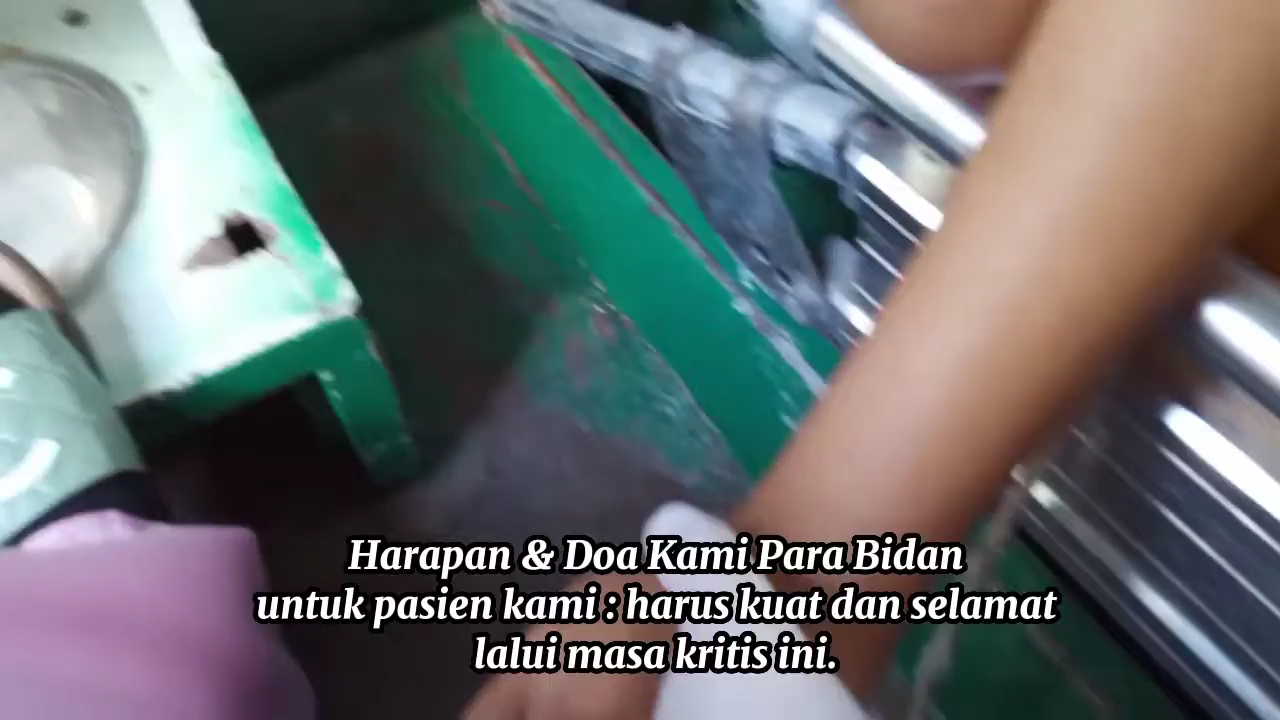 Harapan & Doa Kami Para Bidan
untuk pasien kami : harus kuat dan selamat
lalui masa kritis ini.